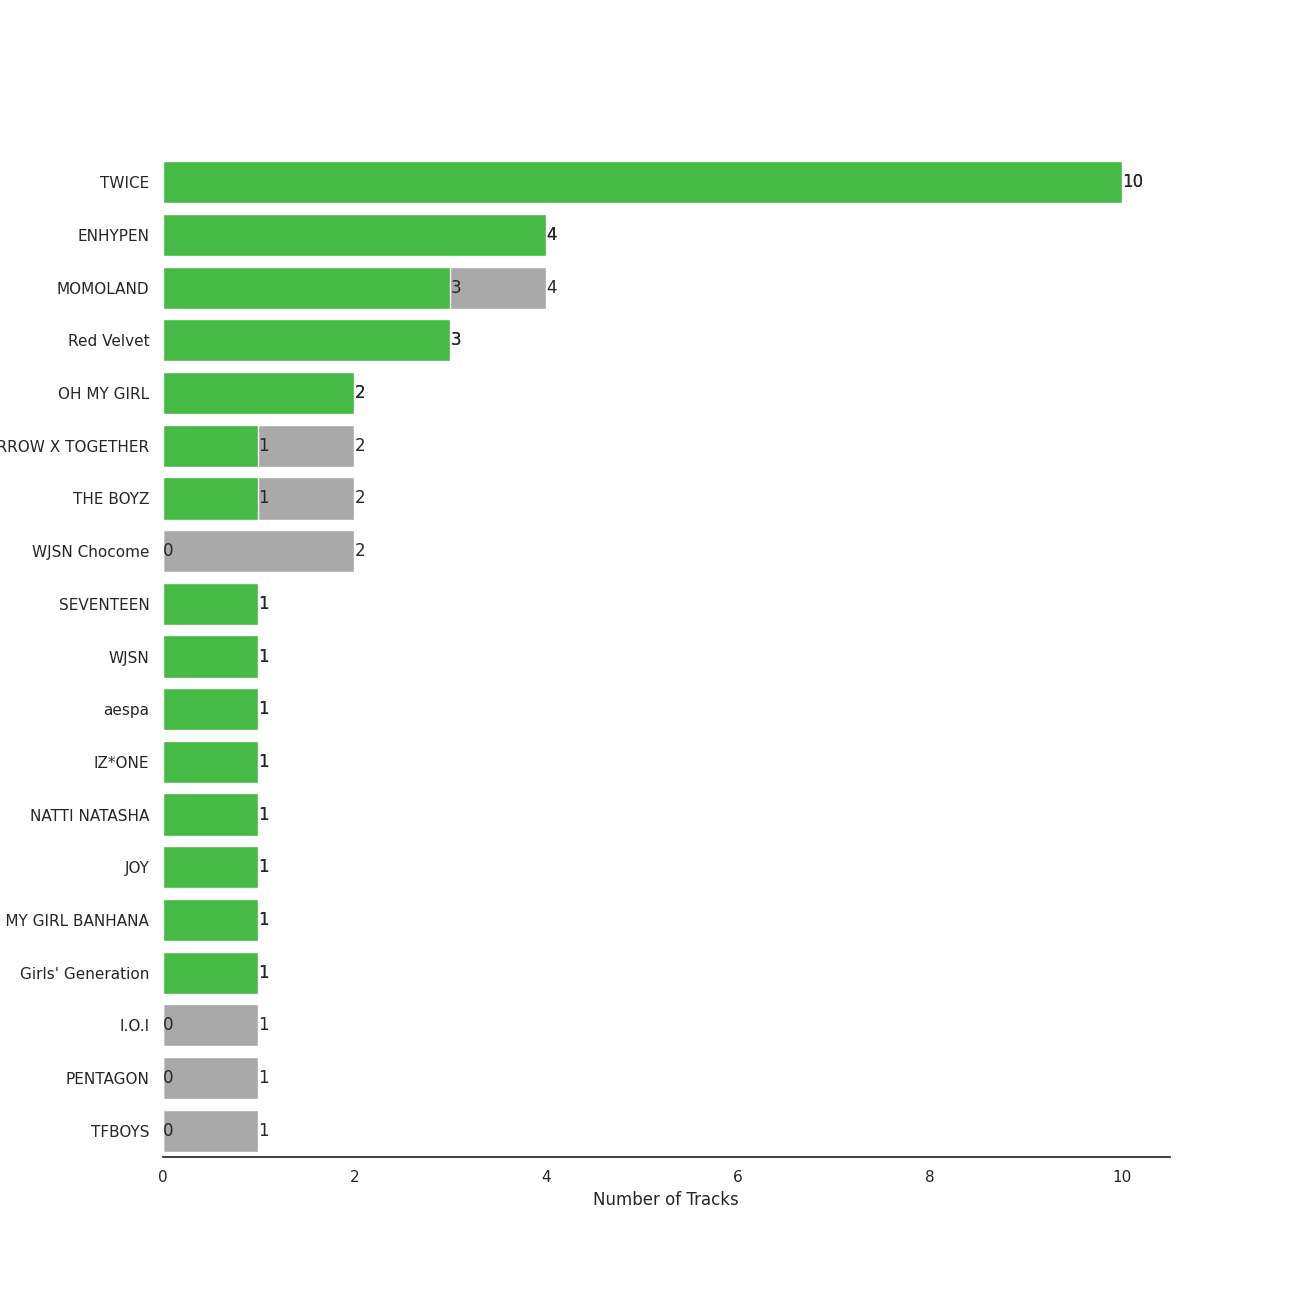 TWICE 10
ENHYPEN 4
MOMOLAND 3 4
Red Velvet 3
OH MY GIRL 2
RROW X TOGETHER 1 2
THE BOYZ 1 2
WJSN Chocome 0 2
SEVENTEEN 1
WJSN 1
aespa 1
IZ*ONE 1
NATTI NATASHA 1
JOY 1
MY GIRL BANHANA 1
Girls' Generation 1
I.O.I 0 1
PENTAGON 0 1
TFBOYS 0 1
0 2 4 6 8 10
Number of Tracks